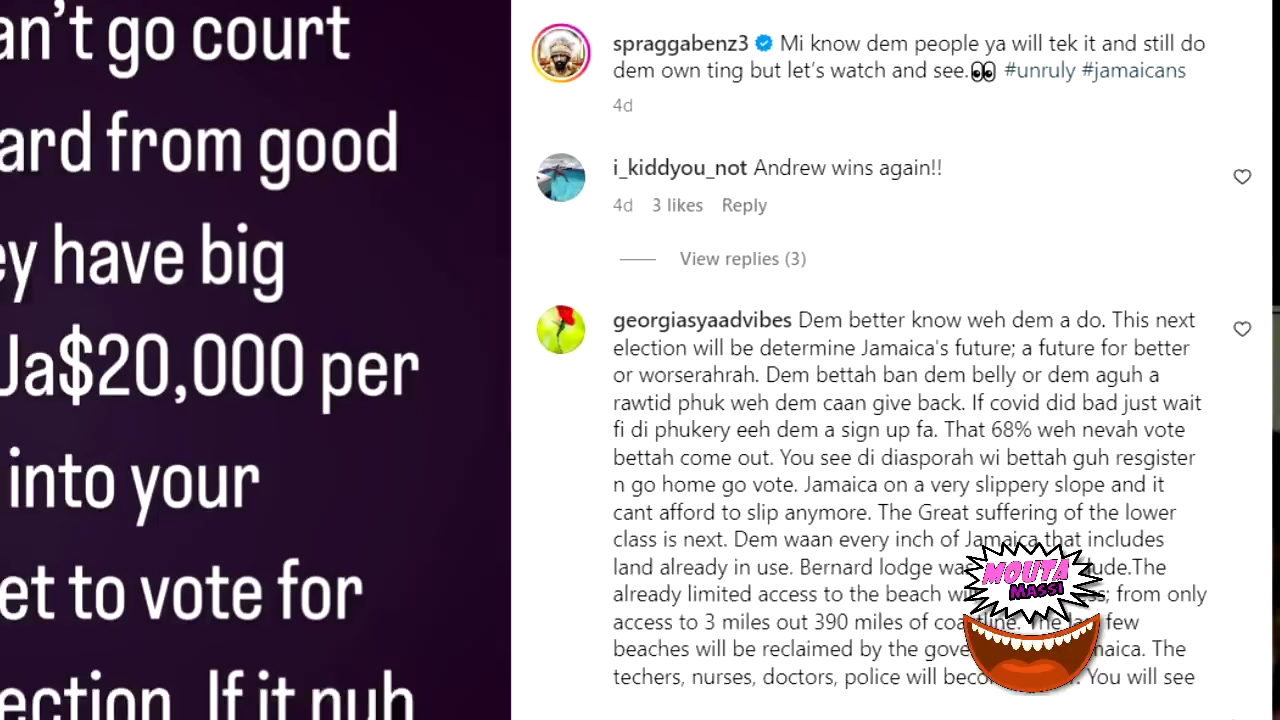 an't go court
ard from good
ey have big
Ja$20,000 per
into your
et to vote for
ection. If it nuh
spraggabenz3 Mi know dem people ya will tek it and still do
dem own ting but let's watch and see.👀 #unruly #jamaicans
4d
i_kiddyou_not Andrew wins again!!
4d 3 likes Reply
View replies (3)
georgiasyaadvibes Dem better know weh dem a do. This next
election will be determine Jamaica's future; a future for better
or worserahrah. Dem bettah ban dem belly or dem aguh a
rawtid phuk weh dem caan give back. If covid did bad just wait
fi di phukery eeh dem a sign up fa. That 68% weh nevah vote
bettah come out. You see di diasporah wi bettah guh resgister
n go home go vote. Jamaica on a very slippery slope and it
cant afford to slip anymore. The Great suffering of the lower
class is next. Dem waan every inch of Jamaica that includes
land already in use. Bernard lodge was lude.The
already limited access to the beach wi from only
access to 3 miles out 390 miles of coastline. The last few
beaches will be reclaimed by the gove maica. The
techers, nurses, doctors, police will beco You will see
MOUTA
MASSI